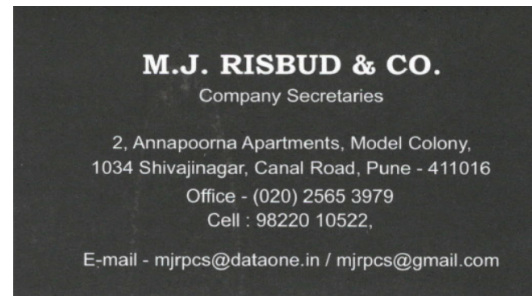 M.J. RISBUD & CO.
Company Secretaries
2, Annapoorna Apartments, Model Colony,
1034 Shivajinagar, Canal Road, Pune - 411016
Office - (020) 2565 3979
Cell : 98220 10522,
E-mail - mjrpcs@dataone.in / mjrpcs@gmail.com